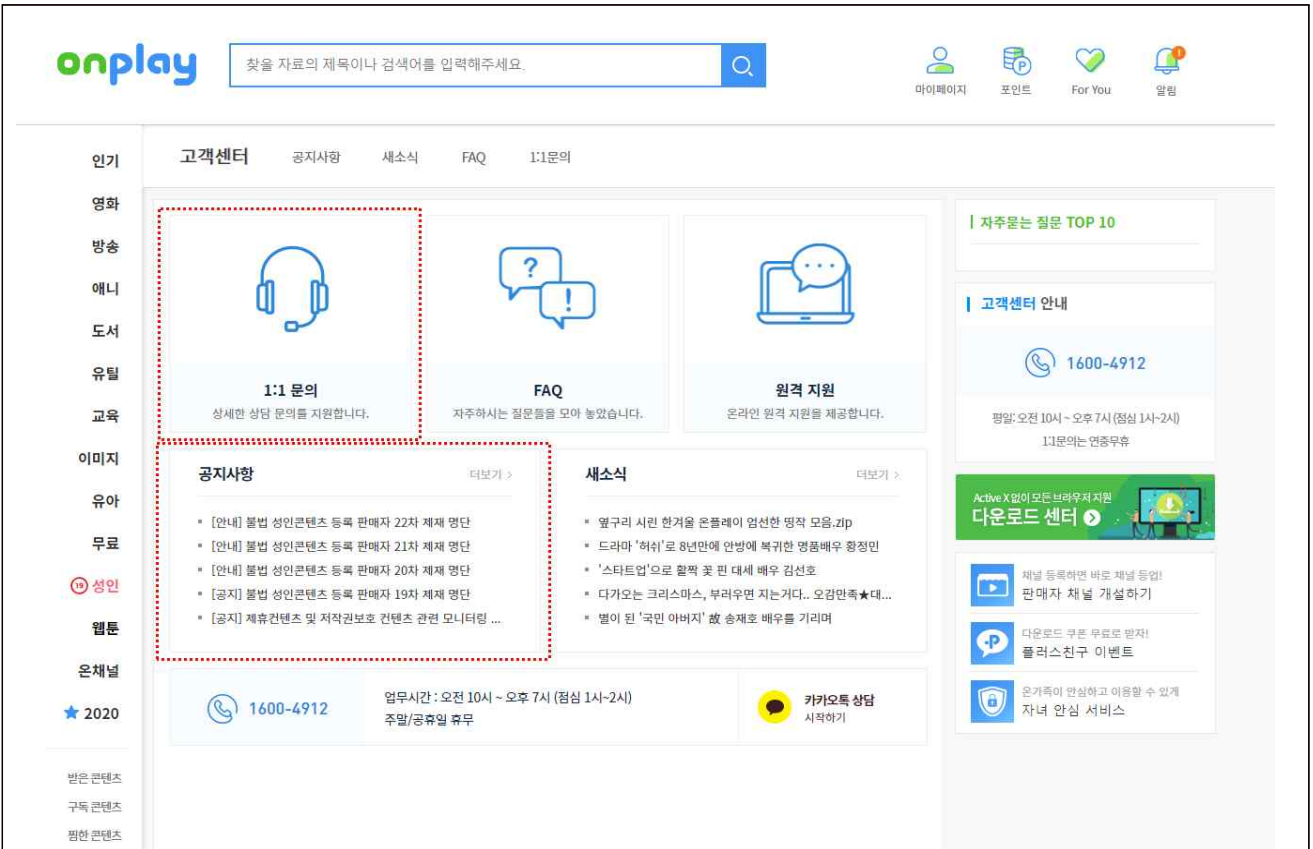 onplay
찾을 자료의 제목이나 검색어를 입력해주세요.
마이페이지
포인트
For You
알림
인기
영화
방송
애니
도서
유틸
교육
이미지
유아
무료
19 성인
웹툰
온채널
2020
받은 콘텐츠
구독 콘텐츠
찜한 콘텐츠
고객센터 공지사항 새소식 FAQ 1:1문의
1:1 문의
상세한 상담 문의를 지원합니다.
FAQ
자주하시는 질문들을 모아 놓았습니다.
원격 지원
온라인 원격 지원을 제공합니다.
공지사항 더보기 >
[안내] 불법 성인콘텐츠 등록 판매자 22차 제재 명단
[안내] 불법 성인콘텐츠 등록 판매자 21차 제재 명단
[안내] 불법 성인콘텐츠 등록 판매자 20차 제재 명단
[공지] 불법 성인콘텐츠 등록 판매자 19차 제재 명단
[공지] 제휴컨텐츠 및 저작권보호 컨텐츠 관련 모니터링 ...
새소식 더보기 >
옆구리 시린 한겨울 온플레이 엄선한 띵작 모음.zip
드라마 '허쉬'로 8년만에 안방에 복귀한 명품배우 황정민
'스타트업'으로 활짝 꽃 핀 대세 배우 김선호
다가오는 크리스마스, 부러우면 지는거다.. 오감만족★대...
별이 된 '국민 아버지' 故 송재호 배우를 기리며
1600-4912
업무시간 : 오전 10시 ~ 오후 7시 (점심 1시~2시)
주말/공휴일 휴무
카카오톡 상담
시작하기
자주묻는 질문 TOP 10
고객센터 안내
1600-4912
평일: 오전 10시 ~ 오후 7시 (점심 1시~2시)
1:1문의는 연중무휴
Active X 없이 모든 브라우저 지원
다운로드 센터
채널 등록하면 바로 채널 등업!
판매자 채널 개설하기
다운로드 쿠폰 무료로 받자!
플러스친구 이벤트
온가족이 안심하고 이용할 수 있게
자녀 안심 서비스